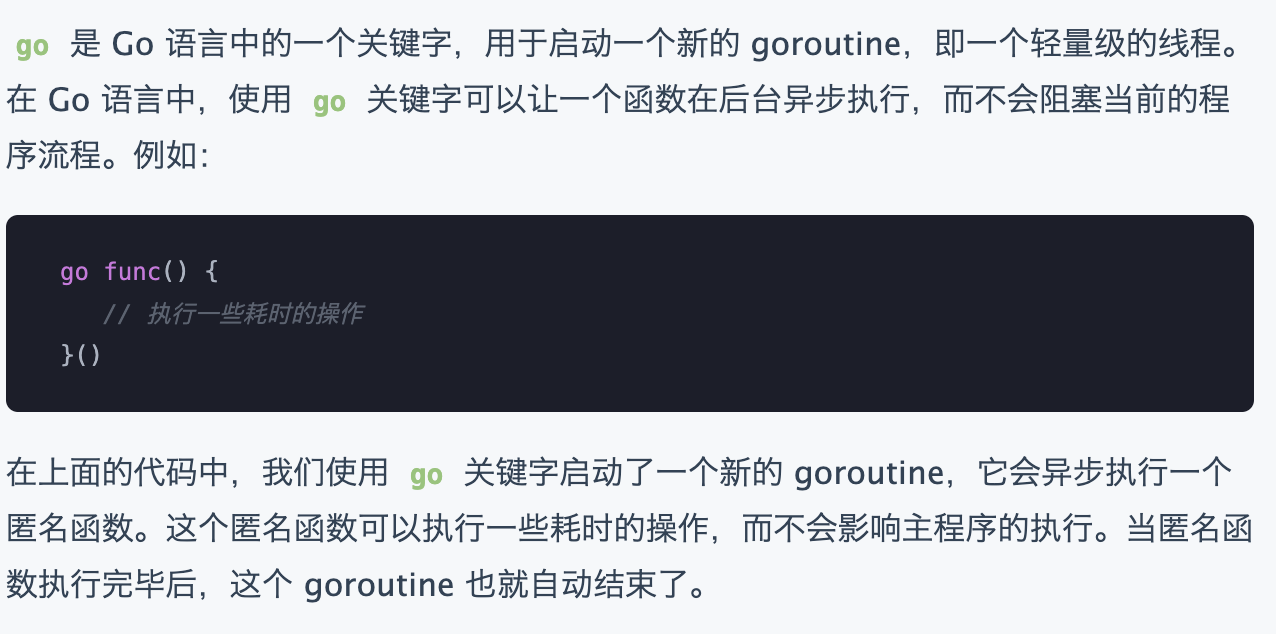 go 是 Go 语言中的一个关键字，用于启动一个新的 goroutine，即一个轻量级的线程。
在 Go 语言中，使用 go 关键字可以让一个函数在后台异步执行，而不会阻塞当前的程
序流程。例如：
go func() {
// 执行一些耗时的操作
}()
在上面的代码中，我们使用 go 关键字启动了一个新的 goroutine，它会异步执行一个
匿名函数。这个匿名函数可以执行一些耗时的操作，而不会影响主程序的执行。当匿名函
数执行完毕后，这个 goroutine 也就自动结束了。